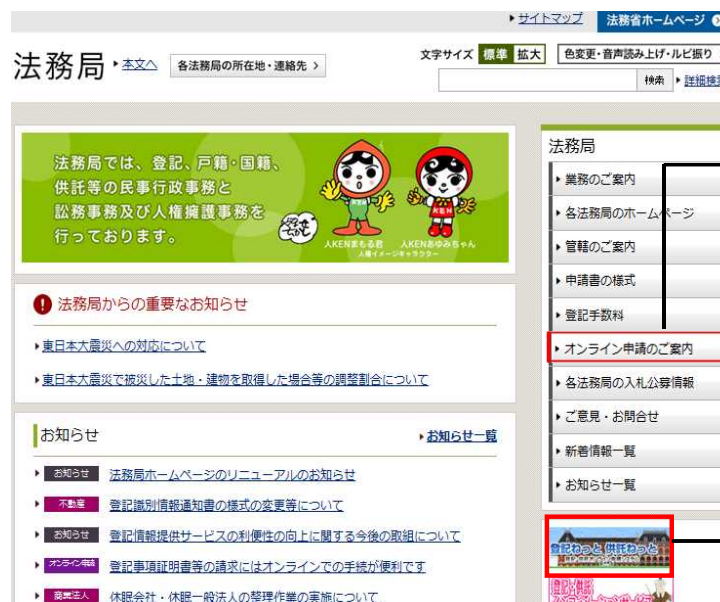 サイトマップ 法務省ホームページ
法務局 本文へ 各法務局の所在地・連絡先
文字サイズ 標準 拡大 色変更・音声読み上げ・ルビ振り
検索 詳細検索
法務局では、登記、戸籍・国籍、
供託等の民事行政事務と
訟務事務及び人権擁護事務を
行っております。
人KENまもる君 人KENあゆみちゃん
人権イメージキャラクター
法務局からの重要なお知らせ
東日本大震災への対応について
東日本大震災で被災した土地・建物を取得した場合等の調整割合について
お知らせ お知らせ一覧
お知らせ 法務局ホームページのリニューアルのお知らせ
不動産 登記識別情報通知書の様式の変更等について
お知らせ 登記情報提供サービスの利便性の向上に関する今後の取組について
オンライン申請 登記事項証明書等の請求にはオンラインでの手続が便利です
商業法人 休眠会社・休眠一般法人の整理作業の実施について
法務局
業務のご案内
各法務局のホームページ
管轄のご案内
申請書の様式
登記手数料
オンライン申請のご案内
各法務局の入札公募情報
ご意見・お問合せ
新着情報一覧
お知らせ一覧
登記ねっと 供託ねっと